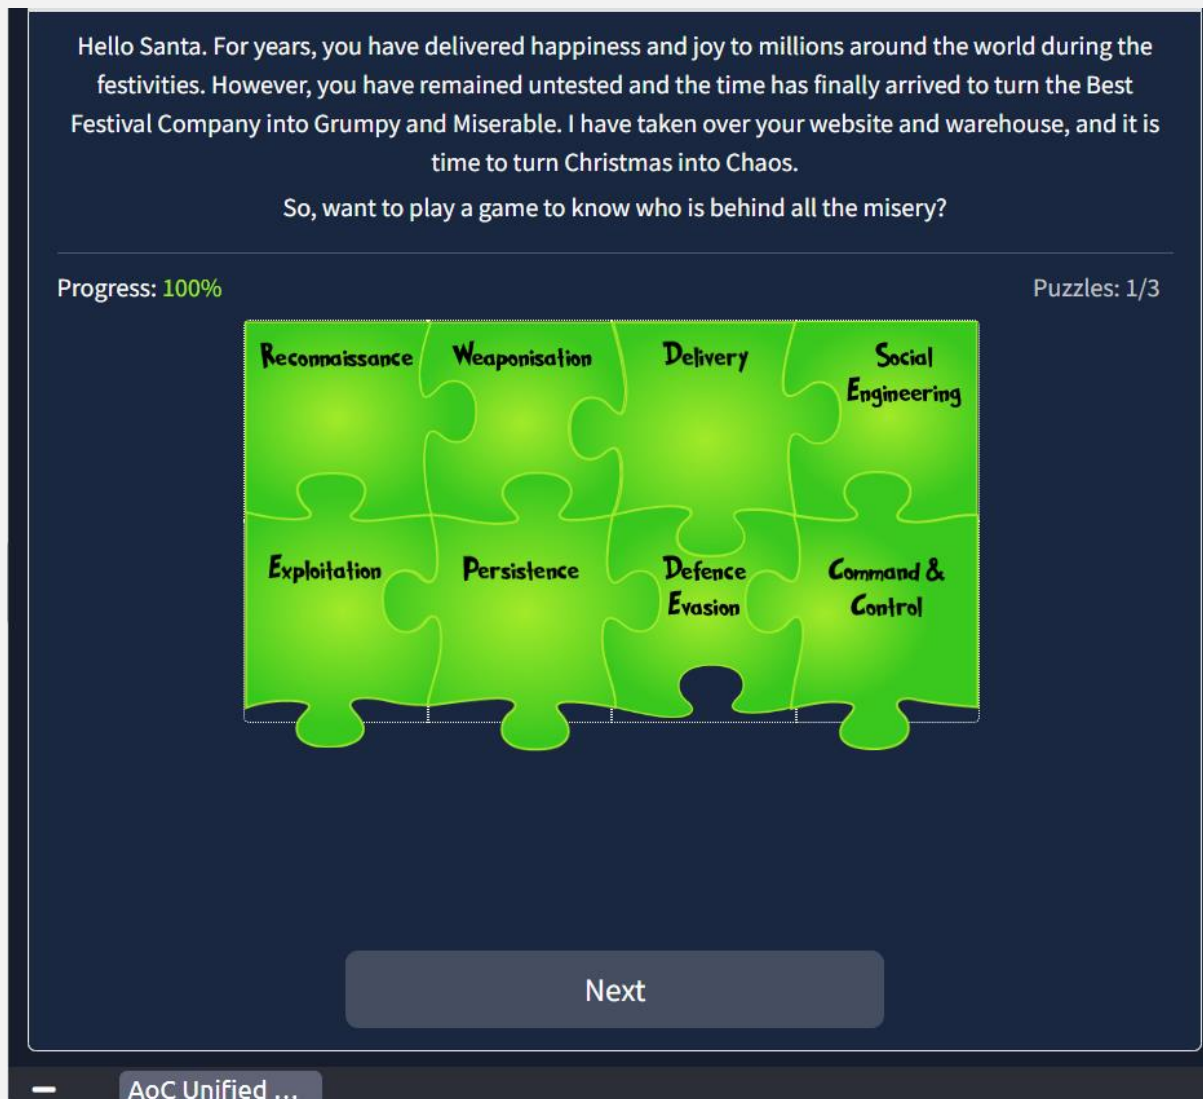 Hello Santa. For years, you have delivered happiness and joy to millions around the world during the
festivities. However, you have remained untested and the time has finally arrived to turn the Best
Festival Company into Grumpy and Miserable. I have taken over your website and warehouse, and it is
time to turn Christmas into Chaos.
So, want to play a game to know who is behind all the misery?
Progress: 100%
Puzzles: 1/3
Reconnaissance
Weaponisation
Delivery
Social
Engineering
Exploitation
Persistence
Defence
Evasion
Command &
Control
Next
AoC Unified ...